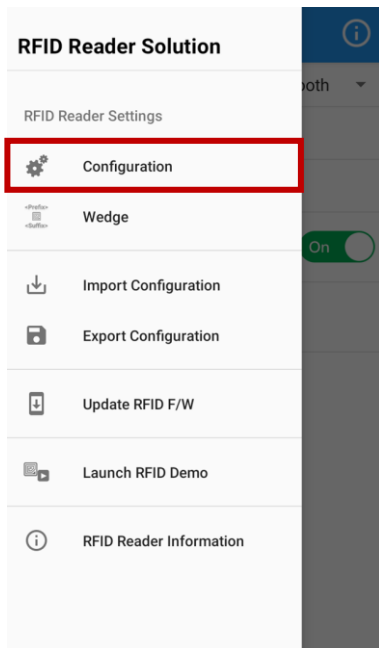 RFID Reader Solution
RFID Reader Settings
Configuration
<Prefix>
<Suffix>
Wedge
On
Import Configuration
Export Configuration
Update RFID F/W
Launch RFID Demo
RFID Reader Information